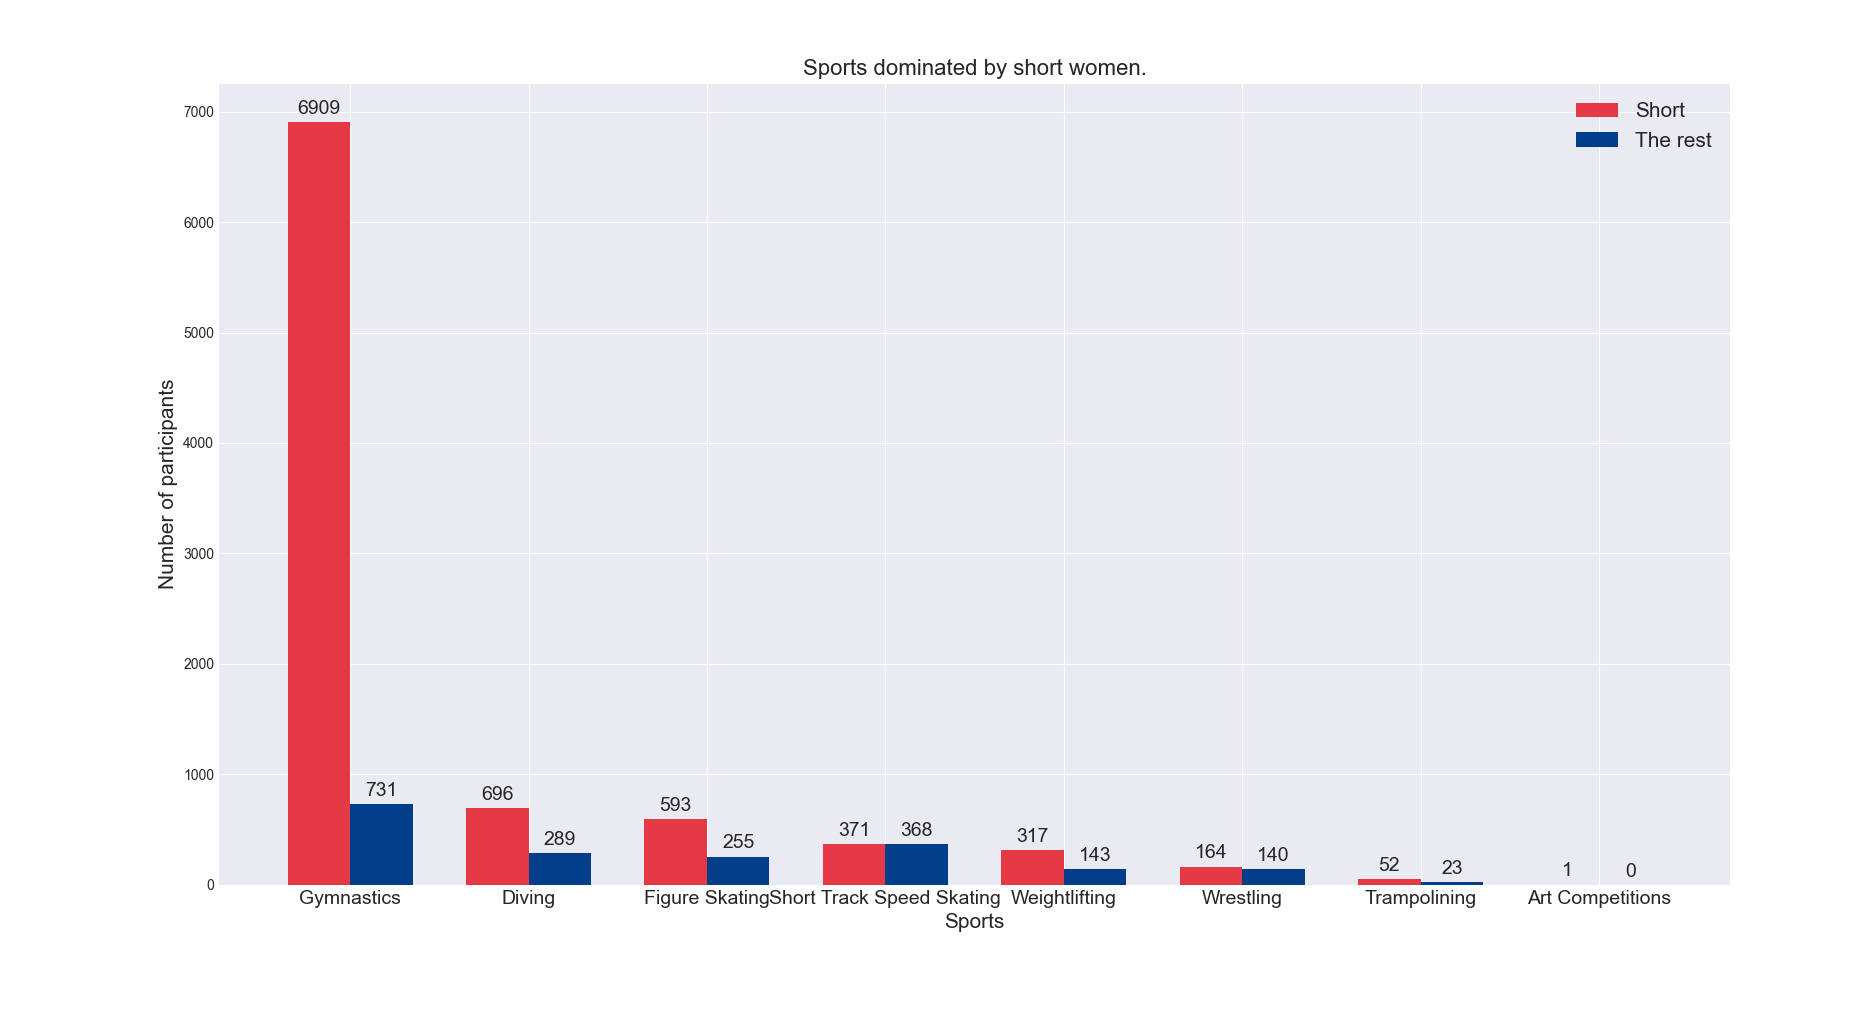 Sports dominated by short women.
Short
The rest
Number of participants
7000
6000
5000
4000
3000
2000
1000
0
6909
731
696
289
593
255
371
368
317
143
164
140
52
23
1
0
Gymnastics
Diving
Figure Skating
Short Track Speed Skating
Weightlifting
Wrestling
Trampolining
Art Competitions
Sports